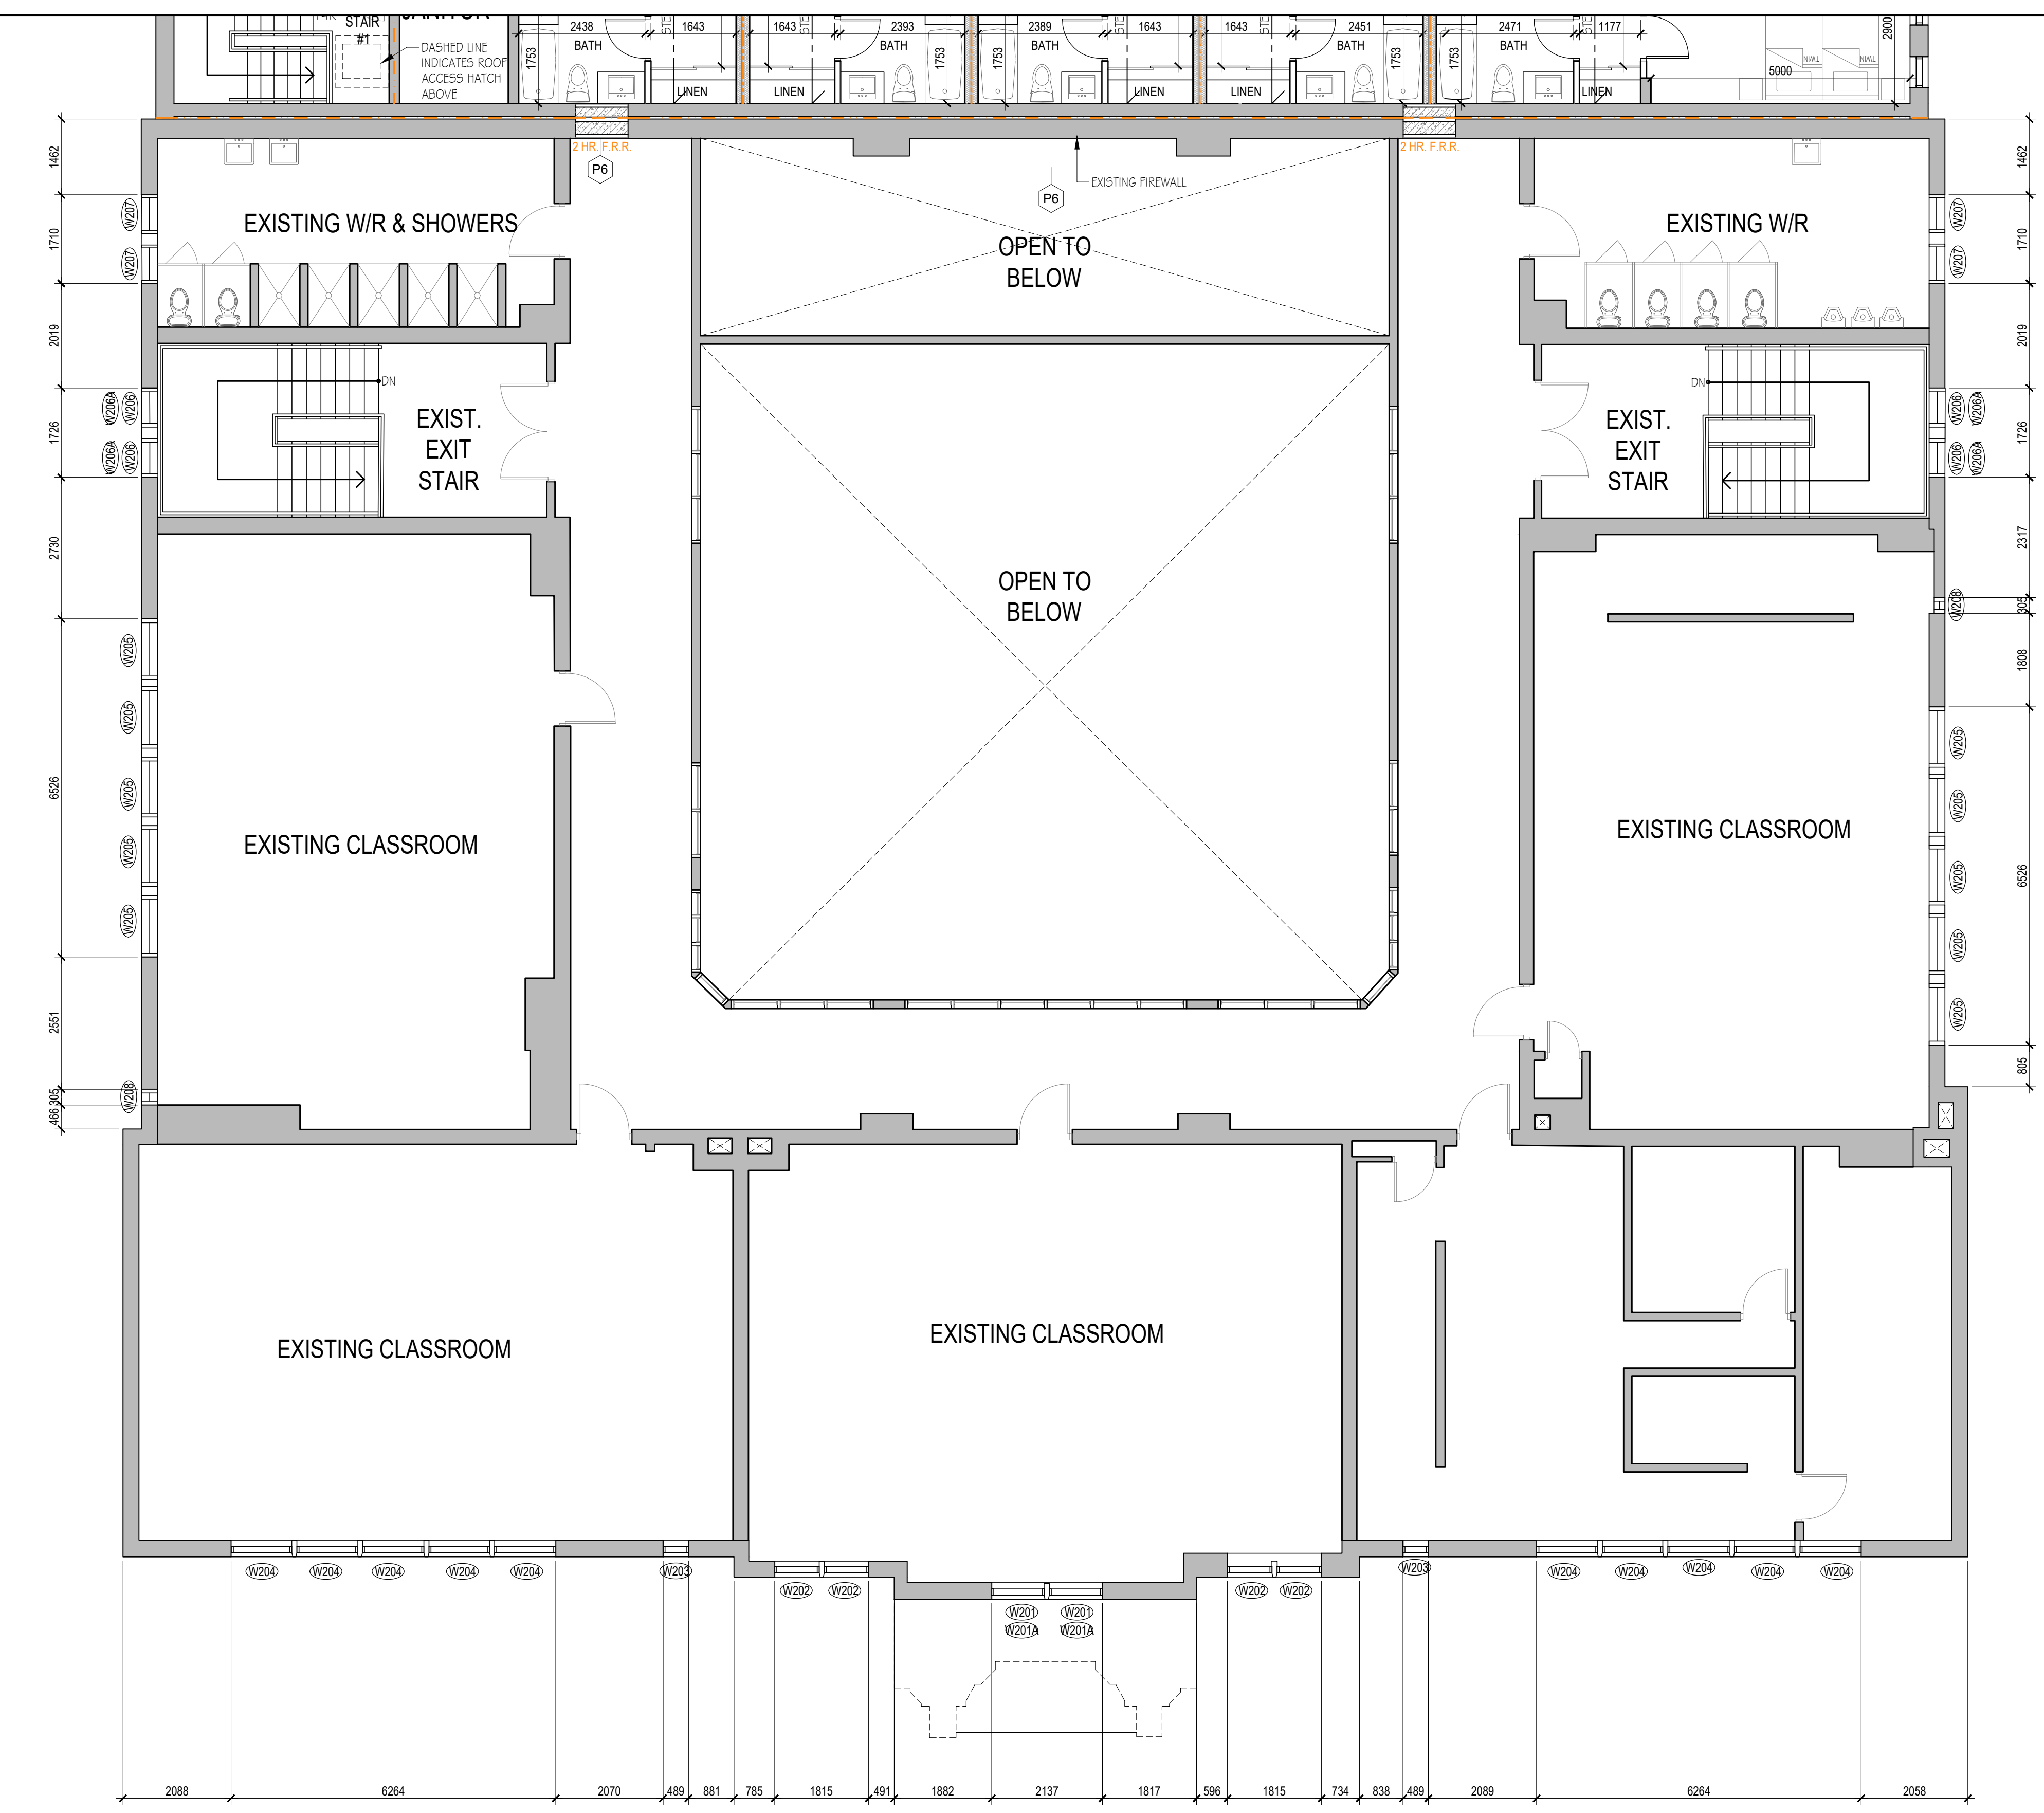 STAIR
#1
JANITOR
DASHED LINE
INDICATES ROOF
ACCESS HATCH
ABOVE
2438
1643
1643
2393
2389
1643
1643
2451
2471
1177
2900
BATH
BATH
BATH
BATH
BATH
1753
1753
1753
1753
1753
TWIN
TWIN
5000
LINEN
LINEN
LINEN
LINEN
LINEN
2 HR. F.R.R.
2 HR. F.R.R.
P6
P6
EXISTING FIREWALL
EXISTING W/R & SHOWERS
OPEN TO
BELOW
EXISTING W/R
1462
1710
2019
1726
2730
6526
2551
305
466
W207
W207
W206A
W206
W206A
W206
W205
W205
W205
W205
W205
W208
DN
EXIST.
EXIT
STAIR
DN
EXIST.
EXIT
STAIR
OPEN TO
BELOW
EXISTING CLASSROOM
EXISTING CLASSROOM
W207
W207
W206
W206A
W206
W206A
W208
W205
W205
W205
W205
W205
1462
1710
2019
1726
2317
305
1808
6526
805
EXISTING CLASSROOM
EXISTING CLASSROOM
W204
W204
W204
W204
W204
W203
W202
W202
W201
W201
W201A
W201A
W202
W202
W203
W204
W204
W204
W204
W204
2088
6264
2070
489
881
785
1815
491
1882
2137
1817
596
1815
734
838
489
2089
6264
2058